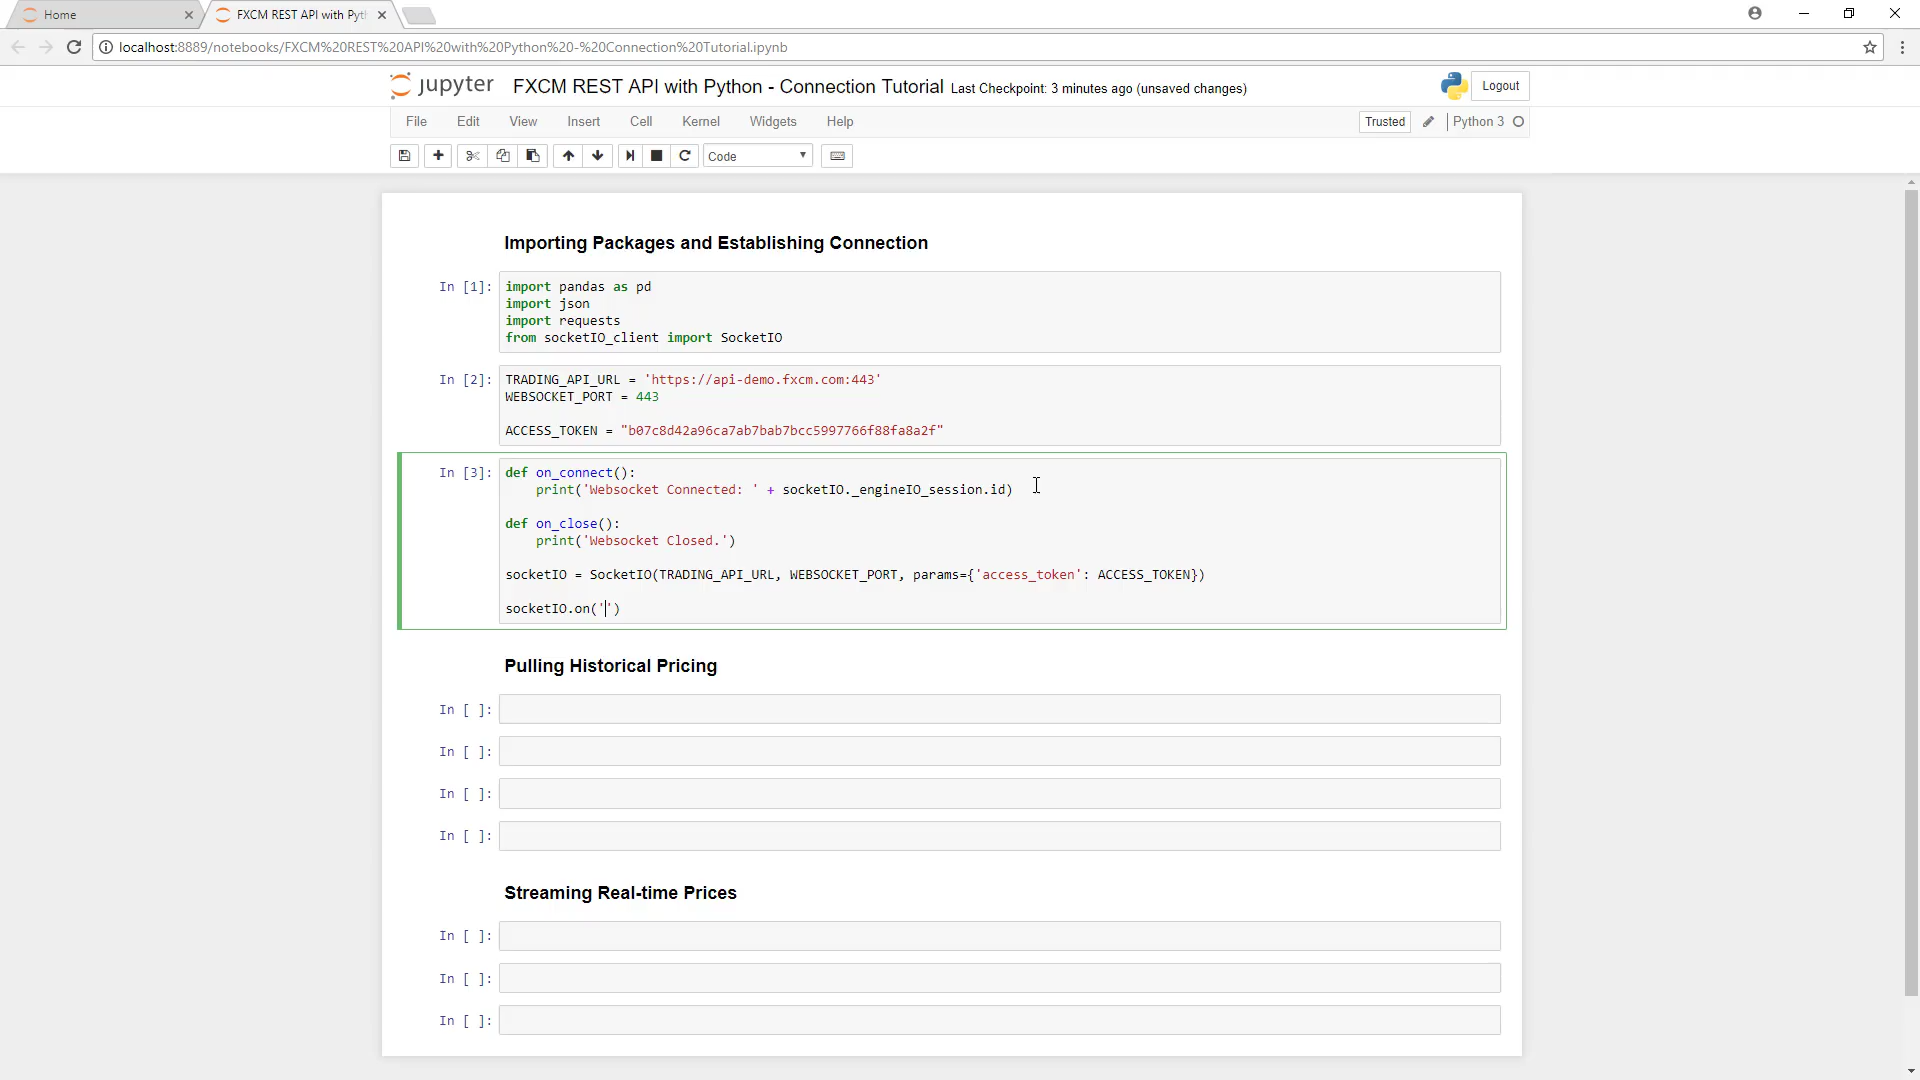 Home
FXCM REST API with Pyth
localhost:8889/notebooks/FXCM%20REST%20API%20with%20Python%20-%20Connection%20Tutorial.ipynb
jupyter FXCM REST API with Python - Connection Tutorial Last Checkpoint: 3 minutes ago (unsaved changes) Logout
File Edit View Insert Cell Kernel Widgets Help Trusted Python 3
Code
Importing Packages and Establishing Connection
In [1]: import pandas as pd
import json
import requests
from socketIO_client import SocketIO
In [2]: TRADING_API_URL = 'https://api-demo.fxcm.com:443'
WEBSOCKET_PORT = 443
ACCESS_TOKEN = "b07c8d42a96ca7ab7bab7bcc5997766f88fa8a2f"
In [3]: def on_connect():
print('Websocket Connected: ' + socketIO._engineIO_session.id)
def on_close():
print('Websocket Closed.')
socketIO = SocketIO(TRADING_API_URL, WEBSOCKET_PORT, params={'access_token': ACCESS_TOKEN})
socketIO.on('')
Pulling Historical Pricing
In [ ]:
In [ ]:
In [ ]:
In [ ]:
Streaming Real-time Prices
In [ ]:
In [ ]:
In [ ]: